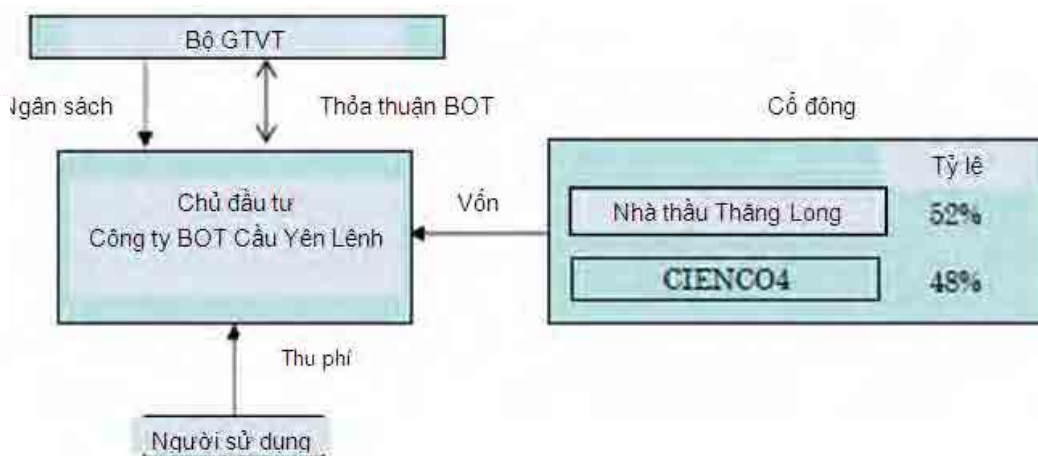 Bộ GTVT
Ngân sách
Thỏa thuận BOT
Cổ đông
Chủ đầu tư
Công ty BOT Cầu Yên Lệnh
Vốn
Tỷ lệ
Nhà thầu Thăng Long 52%
CIENCO4 48%
Thu phí
Người sử dụng